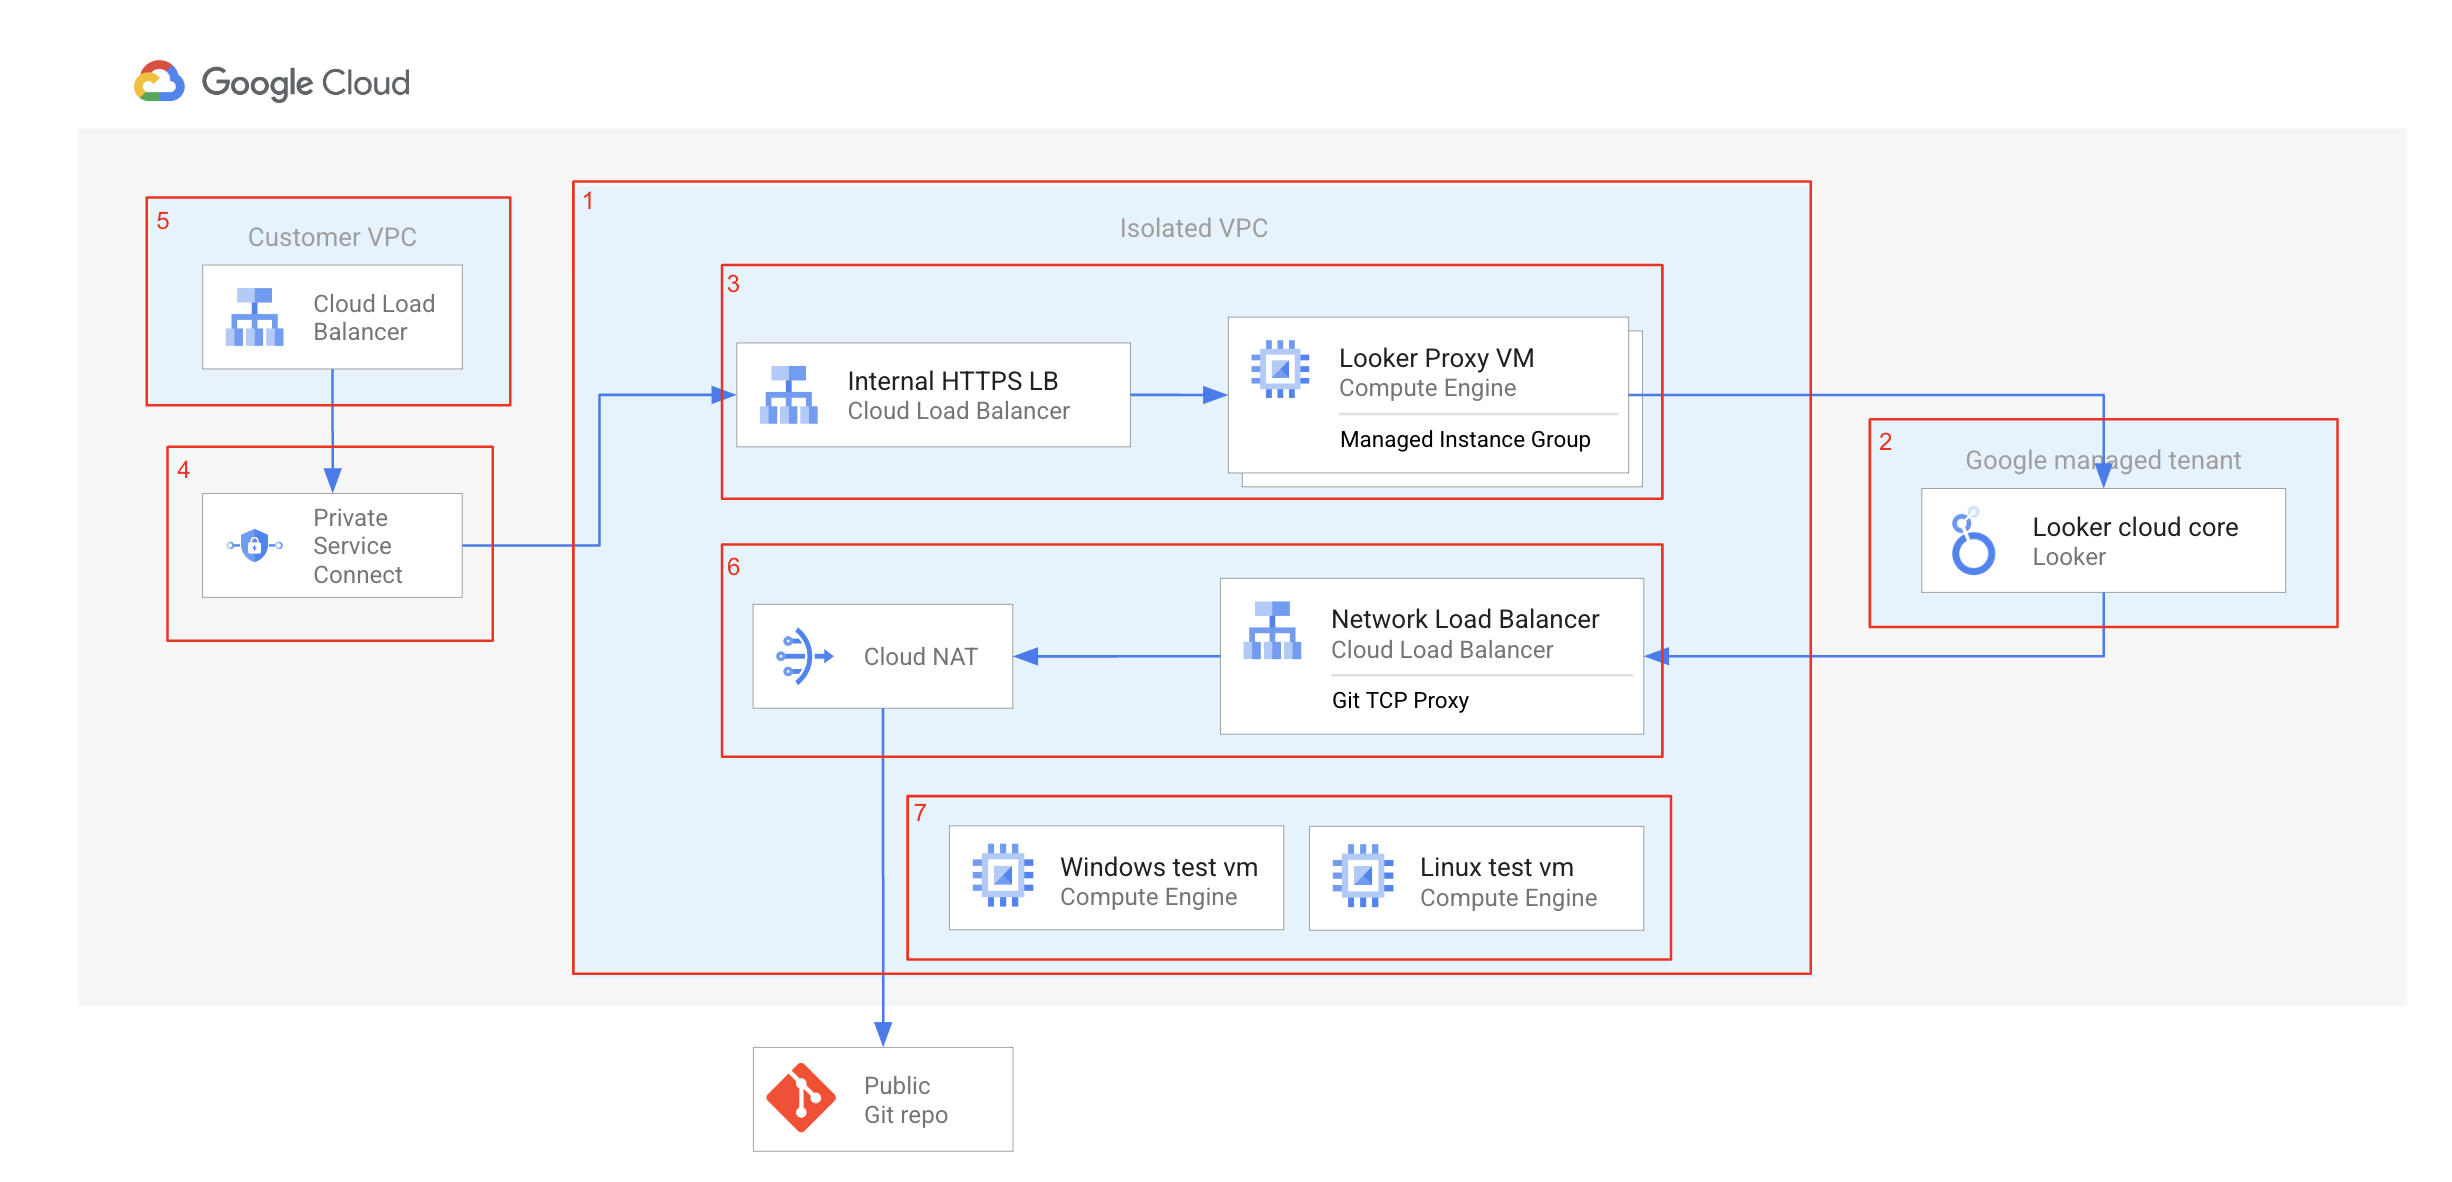 Google Cloud
5
Customer VPC
Cloud Load
Balancer
4
Private
Service
Connect
1
Isolated VPC
3
Internal HTTPS LB
Cloud Load Balancer
Looker Proxy VM
Compute Engine
Managed Instance Group
2
Google managed tenant
Looker cloud core
Looker
6
Cloud NAT
Network Load Balancer
Cloud Load Balancer
Git TCP Proxy
7
Windows test vm
Compute Engine
Linux test vm
Compute Engine
Public
Git repo